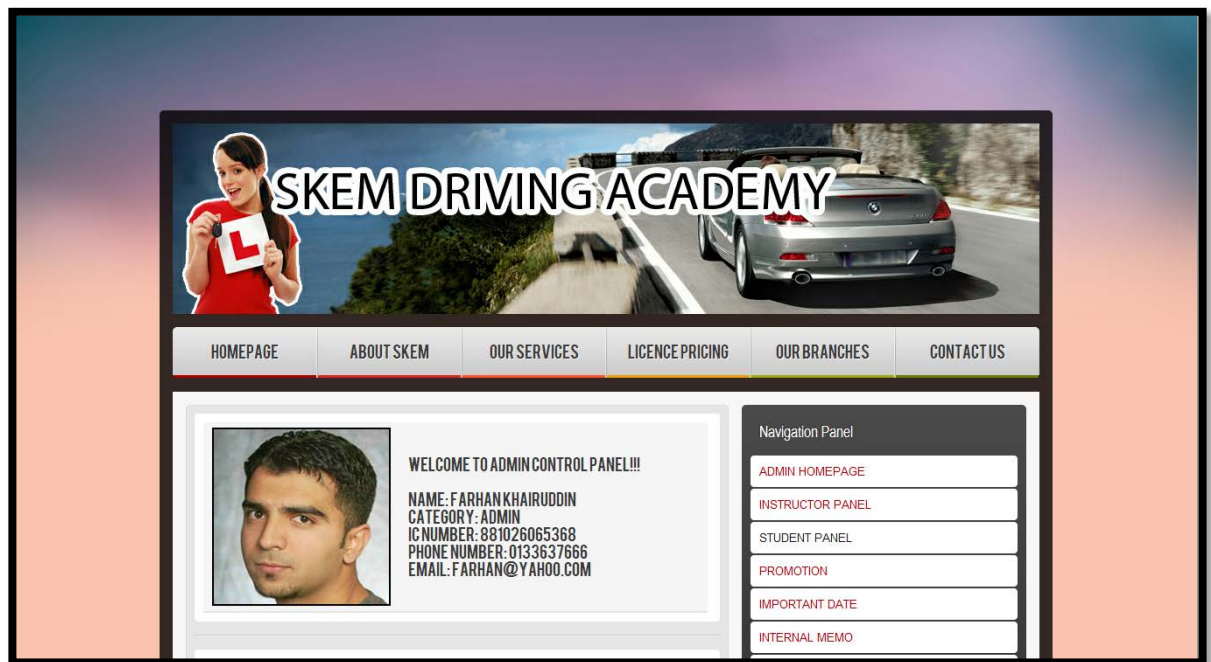 SKEM DRIVING ACADEMY
L
HOMEPAGE
ABOUT SKEM
OUR SERVICES
LICENCE PRICING
OUR BRANCHES
CONTACT US
WELCOME TO ADMIN CONTROL PANEL!!!
NAME: FARHAN KHAIRUDDIN
CATEGORY: ADMIN
IC NUMBER: 881026065368
PHONE NUMBER: 0133637666
EMAIL: FARHAN@YAHOO.COM
Navigation Panel
ADMIN HOMEPAGE
INSTRUCTOR PANEL
STUDENT PANEL
PROMOTION
IMPORTANT DATE
INTERNAL MEMO